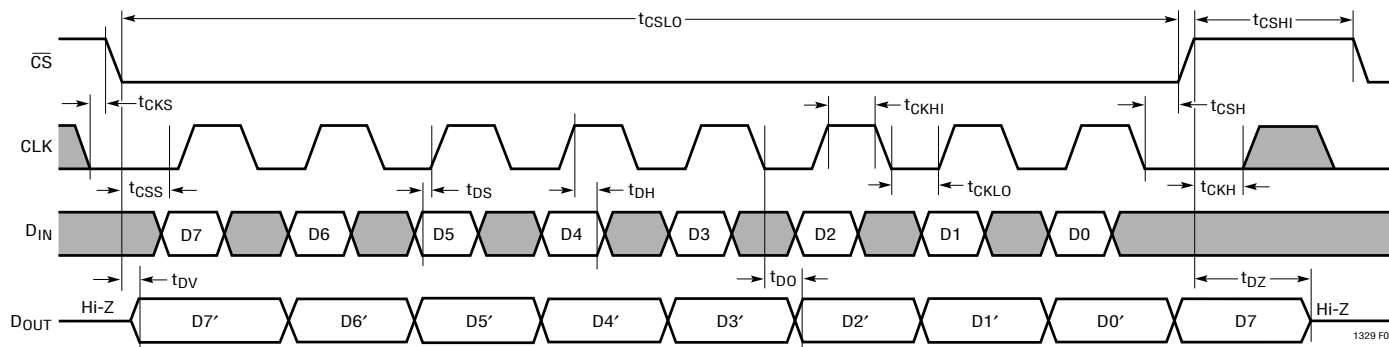 tCSLO
tCSHI
CS
tCKS
tCKHI
tCSH
CLK
tCSS
tDS
tDH
tCKLO
tCKH
DIN
D7
D6
D5
D4
D3
D2
D1
D0
tDV
tDO
tDZ
Hi-Z
Hi-Z
DOUT
D7′
D6′
D5′
D4′
D3′
D2′
D1′
D0′
D7
1329 F0